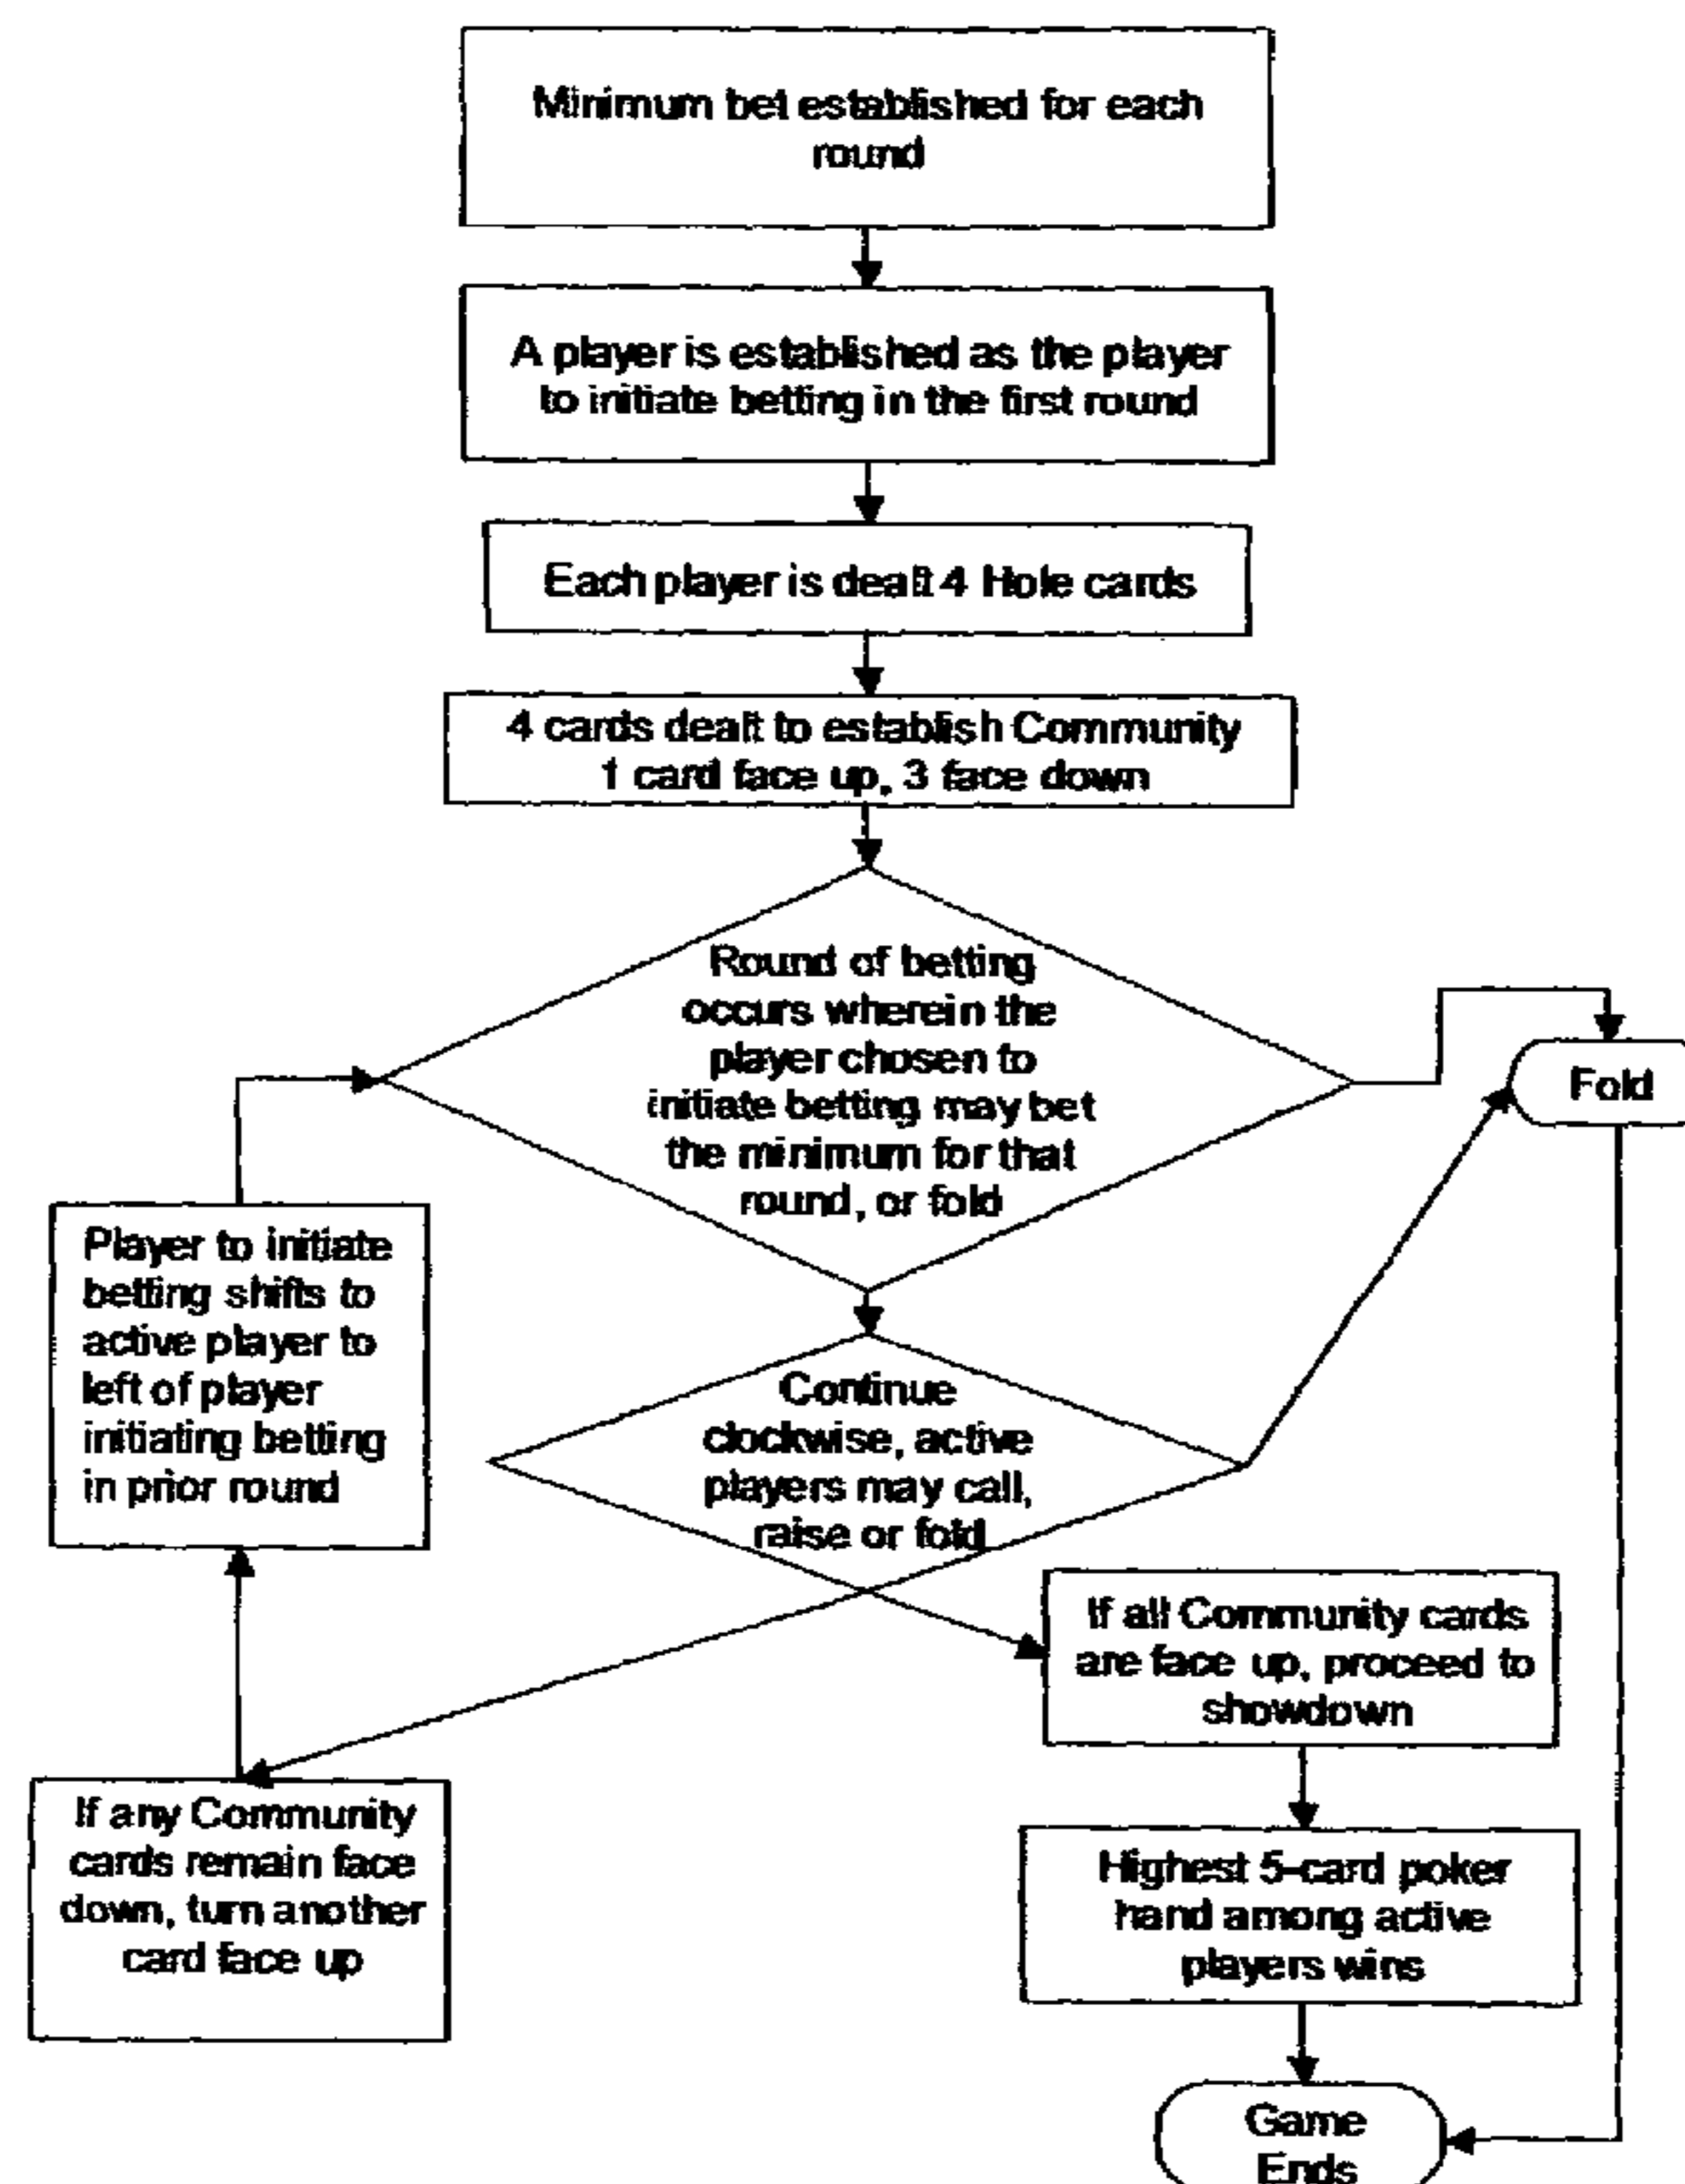 Minimum bet established for each
round
A player is established as the player
to initiate betting in the first round
Each player is dealt 4 Hole cards
4 cards dealt to establish Community
1 card face up, 3 face down
Round of betting
occurs wherein the
player chosen to
initiate betting may bet
the minimum for that
round, or fold
Fold
Player to initiate
betting shifts to
active player to
left of player
initiating betting
in prior round
Continue
clockwise, active
players may call,
raise or fold
If all Community cards
are face up, proceed to
showdown
If any Community
cards remain face
down, turn another
card face up
Highest 5-card poker
hand among active
players wins
Game
Ends